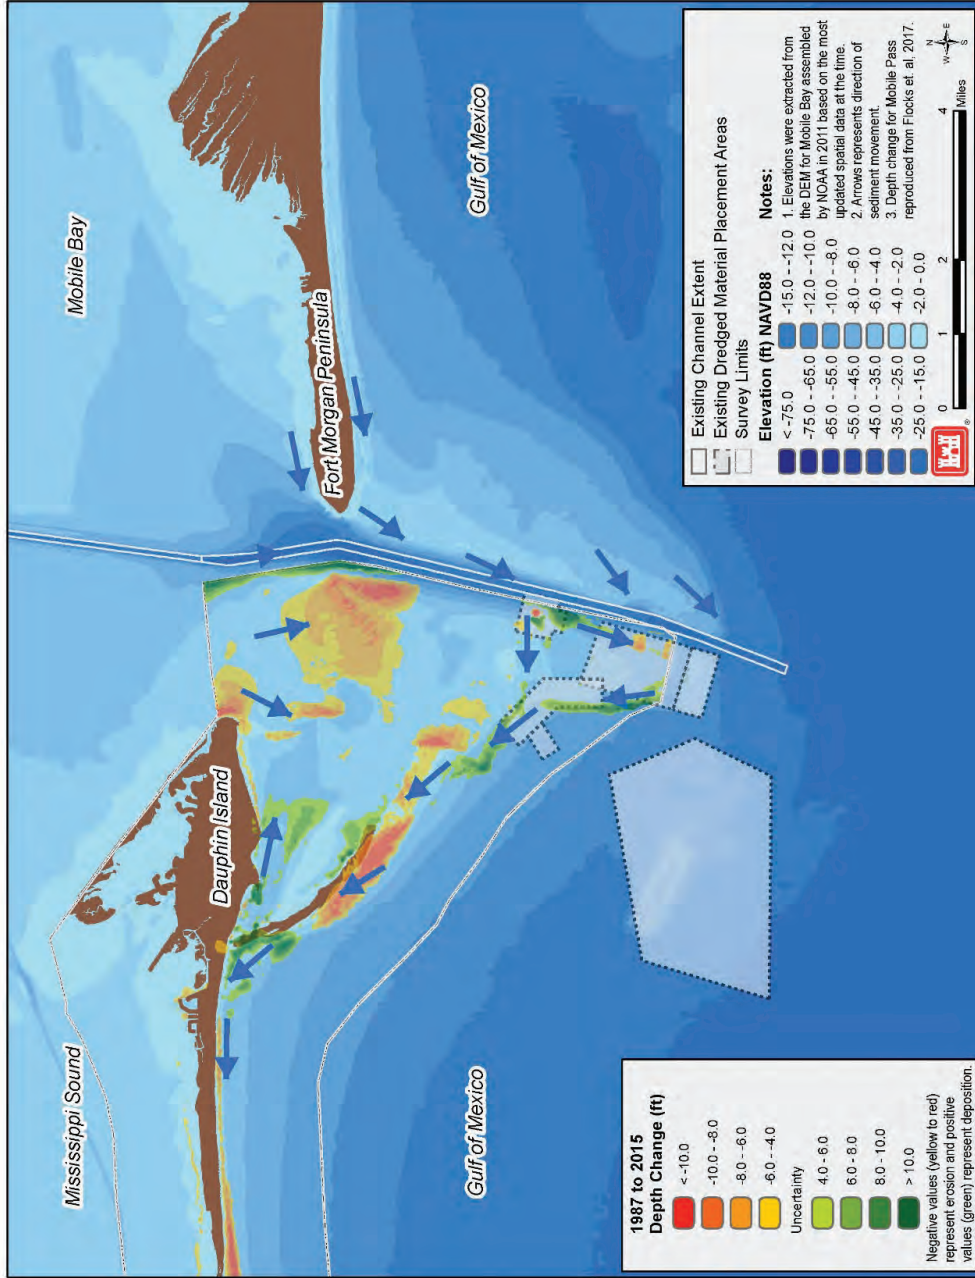 Mississippi Sound
Mobile Bay
Dauphin Island
Fort Morgan Peninsula
Gulf of Mexico
Gulf of Mexico
1987 to 2015
Depth Change (ft)
< -10.0
-10.0 - -8.0
-8.0 - -6.0
-6.0 - -4.0
Uncertainty
4.0 - 6.0
6.0 - 8.0
8.0 - 10.0
> 10.0
Negative values (yellow to red)
represent erosion and positive
values (green) represent deposition.
Existing Channel Extent
Existing Dredged Material Placement Areas
Survey Limits
Elevation (ft) NAVD88
< -75.0
-75.0 - -65.0
-65.0 - -55.0
-55.0 - -45.0
-45.0 - -35.0
-35.0 - -25.0
-25.0 - -15.0
-15.0 - -12.0
-12.0 - -10.0
-10.0 - -8.0
-8.0 - -6.0
-6.0 - -4.0
-4.0 - -2.0
-2.0 - 0.0
Notes:
1. Elevations were extracted from
the DEM for Mobile Bay assembled
by NOAA in 2011 based on the most
updated spatial data at the time.
2. Arrows represents direction of
sediment movement.
3. Depth change for Mobile Pass
reproduced from Flocks et. al, 2017.
®
0 1 2 4
Miles
N
W E
S